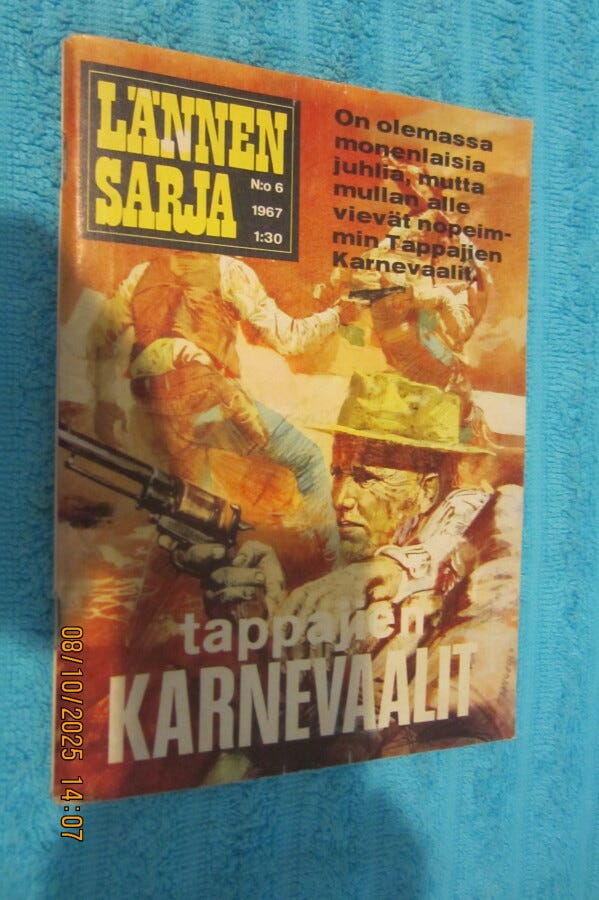 LÄNNEN
SARJA
N:o 6
1967
1:30
On olemassa
monenlaisia
juhlia, mutta
mullan alle
vievät nopeim-
min Tappajien
Karnevaalit
tappajien
KARNEVAALIT
08/10/2025 14:07